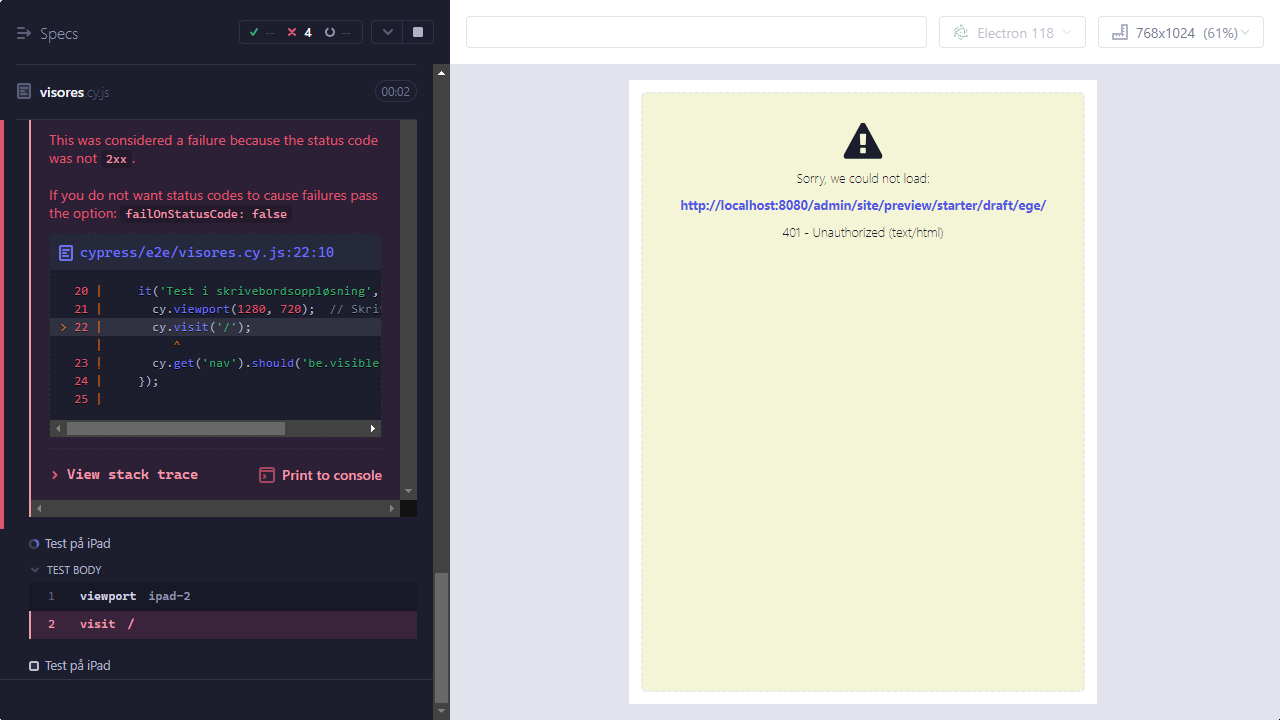 Specs
-- 4 --
visores.cy.js
00:02
This was considered a failure because the status code
was not 2xx .
If you do not want status codes to cause failures pass
the option: failOnStatusCode: false
cypress/e2e/visores.cy.js:22:10
20 | it('Test i skrivebordsoppløsning',
21 | cy.viewport(1280, 720); // Skri
> 22 | cy.visit('/');
| ^
23 | cy.get('nav').should('be.visible
24 | });
25 |
View stack trace
Print to console
Test på iPad
TEST BODY
1 viewport ipad-2
2 visit /
Test på iPad
Electron 118
768x1024 (61%)
Sorry, we could not load:
http://localhost:8080/admin/site/preview/starter/draft/ege/
401 - Unauthorized (text/html)